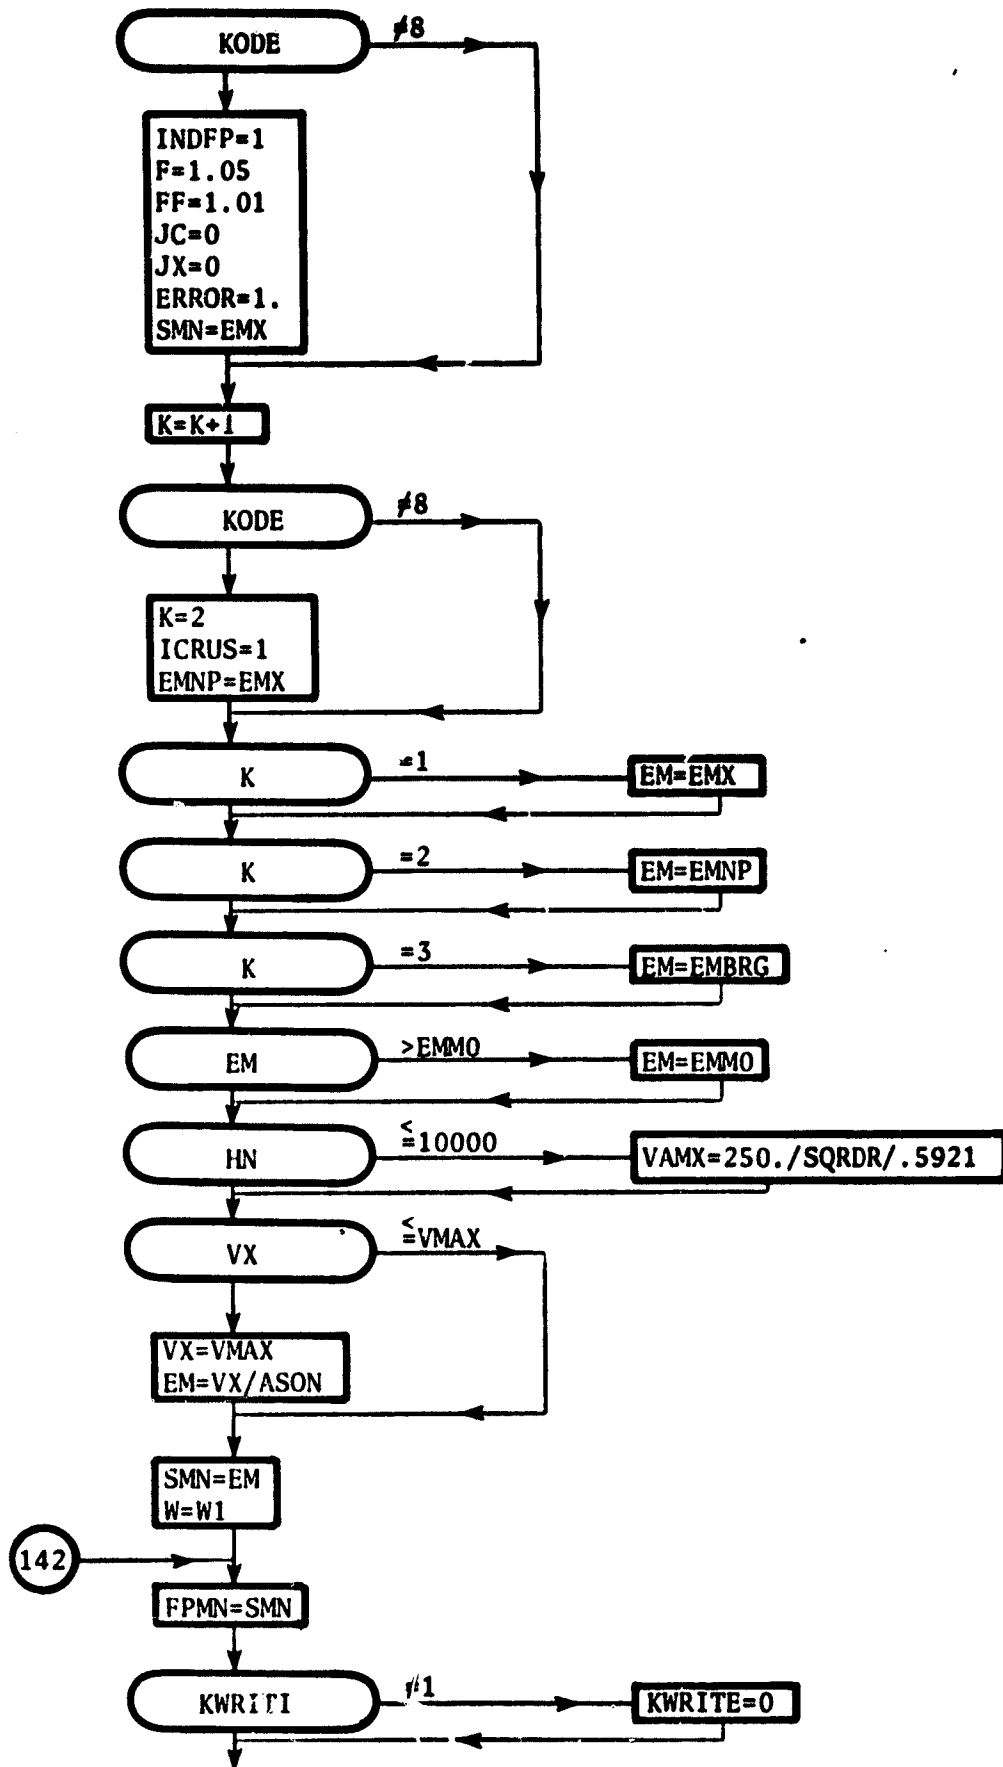 KODE
≠8
INDFP=1
F=1.05
FF=1.01
JC=0
JX=0
ERROR=1.
SMN=EMX
K=K+1
KODE
≠8
K=2
ICRUS=1
EMNP=EMX
K
=1
EM=EMX
K
=2
EM=EMNP
K
=3
EM=EMBRG
EM
>EMMO
EM=EMMO
HN
≤10000
VAMX=250./SQRDR/.5921
VX
≤VMAX
VX=VMAX
EM=VX/ASON
SMN=EM
W=W1
142
FPMN=SMN
KWRITI
≠1
KWRITE=0